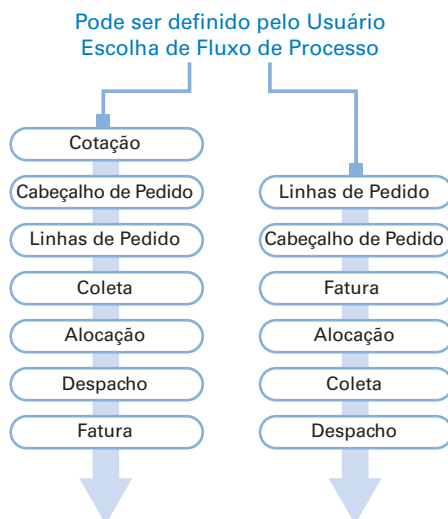 Pode ser definido pelo Usuário
Escolha de Fluxo de Processo
Cotação
Cabeçalho de Pedido
Linhas de Pedido
Coleta
Alocação
Despacho
Fatura
Linhas de Pedido
Cabeçalho de Pedido
Fatura
Alocação
Coleta
Despacho